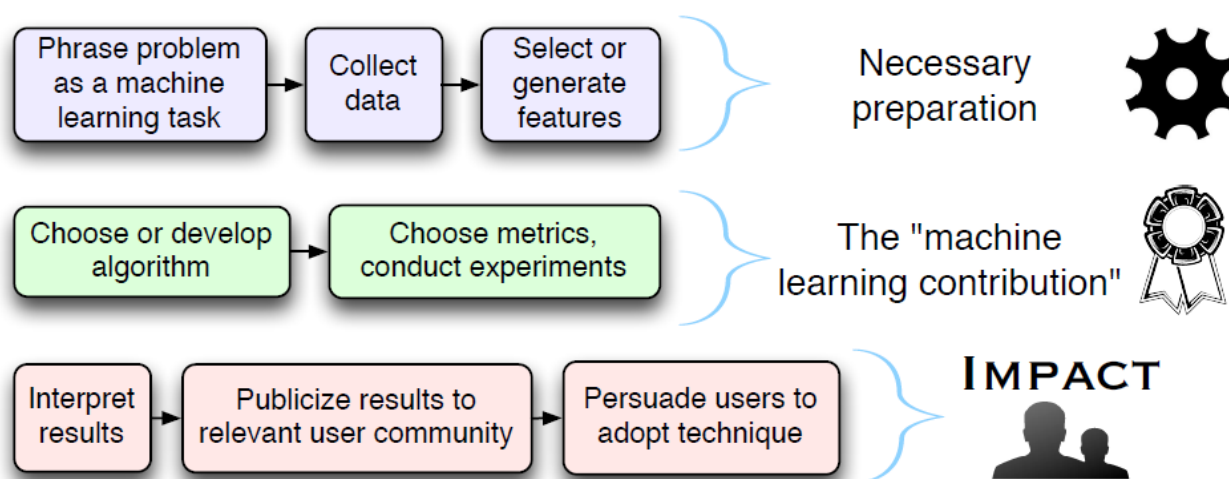 Phrase problem
as a machine
learning task
Collect
data
Select or
generate
features
Necessary
preparation
Choose or develop
algorithm
Choose metrics,
conduct experiments
The "machine
learning contribution"
Interpret
results
Publicize results to
relevant user community
Persuade users to
adopt technique
IMPACT